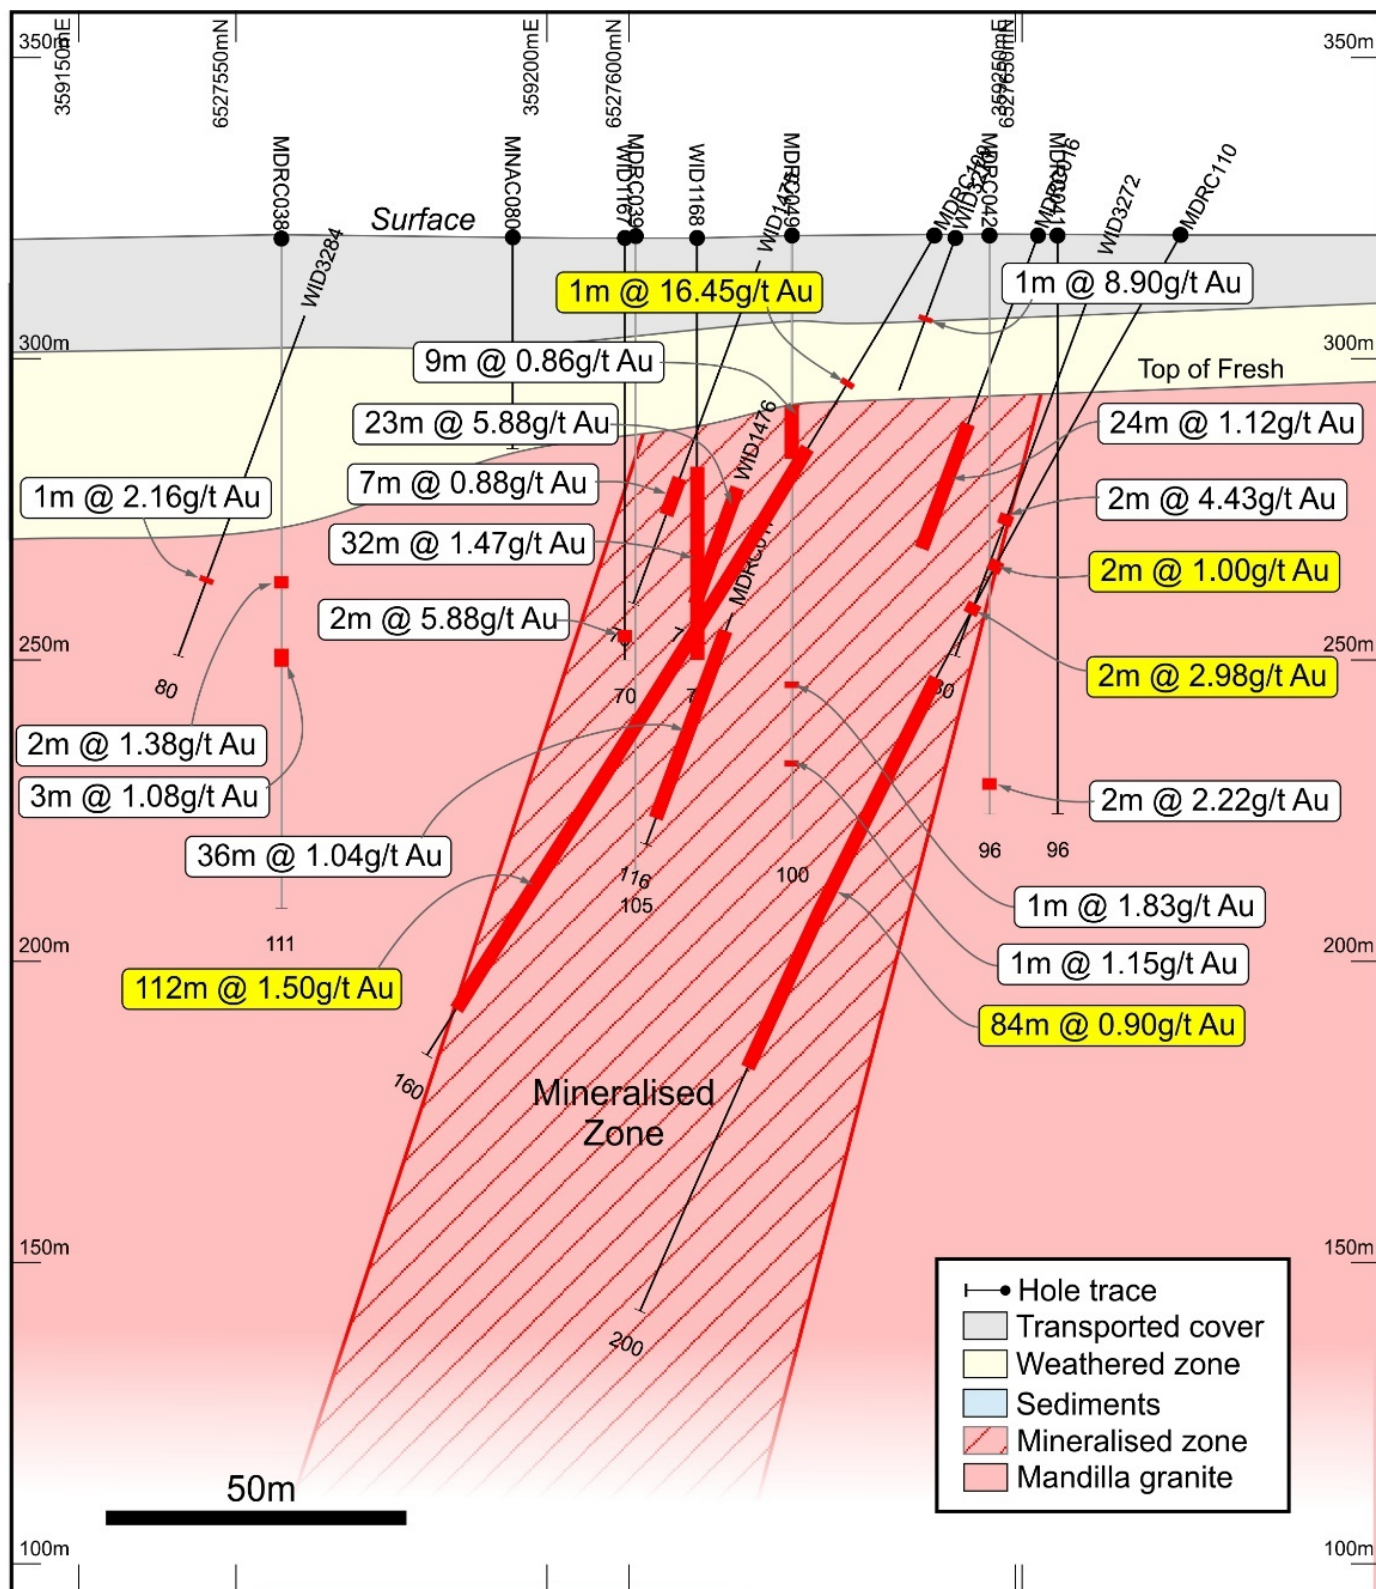 350m
359150mE
6527550mN
359200mE
6527600mN
359250mE
6527650mN
350m
MDRC038
MNAC080
WID1167
MDRC039
WID1168
MDRC049
MDRC042
WID3272
MDRC110
Surface
WID3284
1m @ 16.45g/t Au
1m @ 8.90g/t Au
300m
300m
9m @ 0.86g/t Au
Top of Fresh
23m @ 5.88g/t Au
24m @ 1.12g/t Au
WID1476
7m @ 0.88g/t Au
1m @ 2.16g/t Au
2m @ 4.43g/t Au
32m @ 1.47g/t Au
2m @ 1.00g/t Au
2m @ 5.88g/t Au
250m
250m
80
70
2m @ 2.98g/t Au
2m @ 1.38g/t Au
3m @ 1.08g/t Au
2m @ 2.22g/t Au
36m @ 1.04g/t Au
116
105
100
96
96
1m @ 1.83g/t Au
111
200m
200m
1m @ 1.15g/t Au
112m @ 1.50g/t Au
84m @ 0.90g/t Au
160
Mineralised
Zone
150m
150m
200
Hole trace
Transported cover
Weathered zone
Sediments
Mineralised zone
Mandilla granite
50m
100m
100m